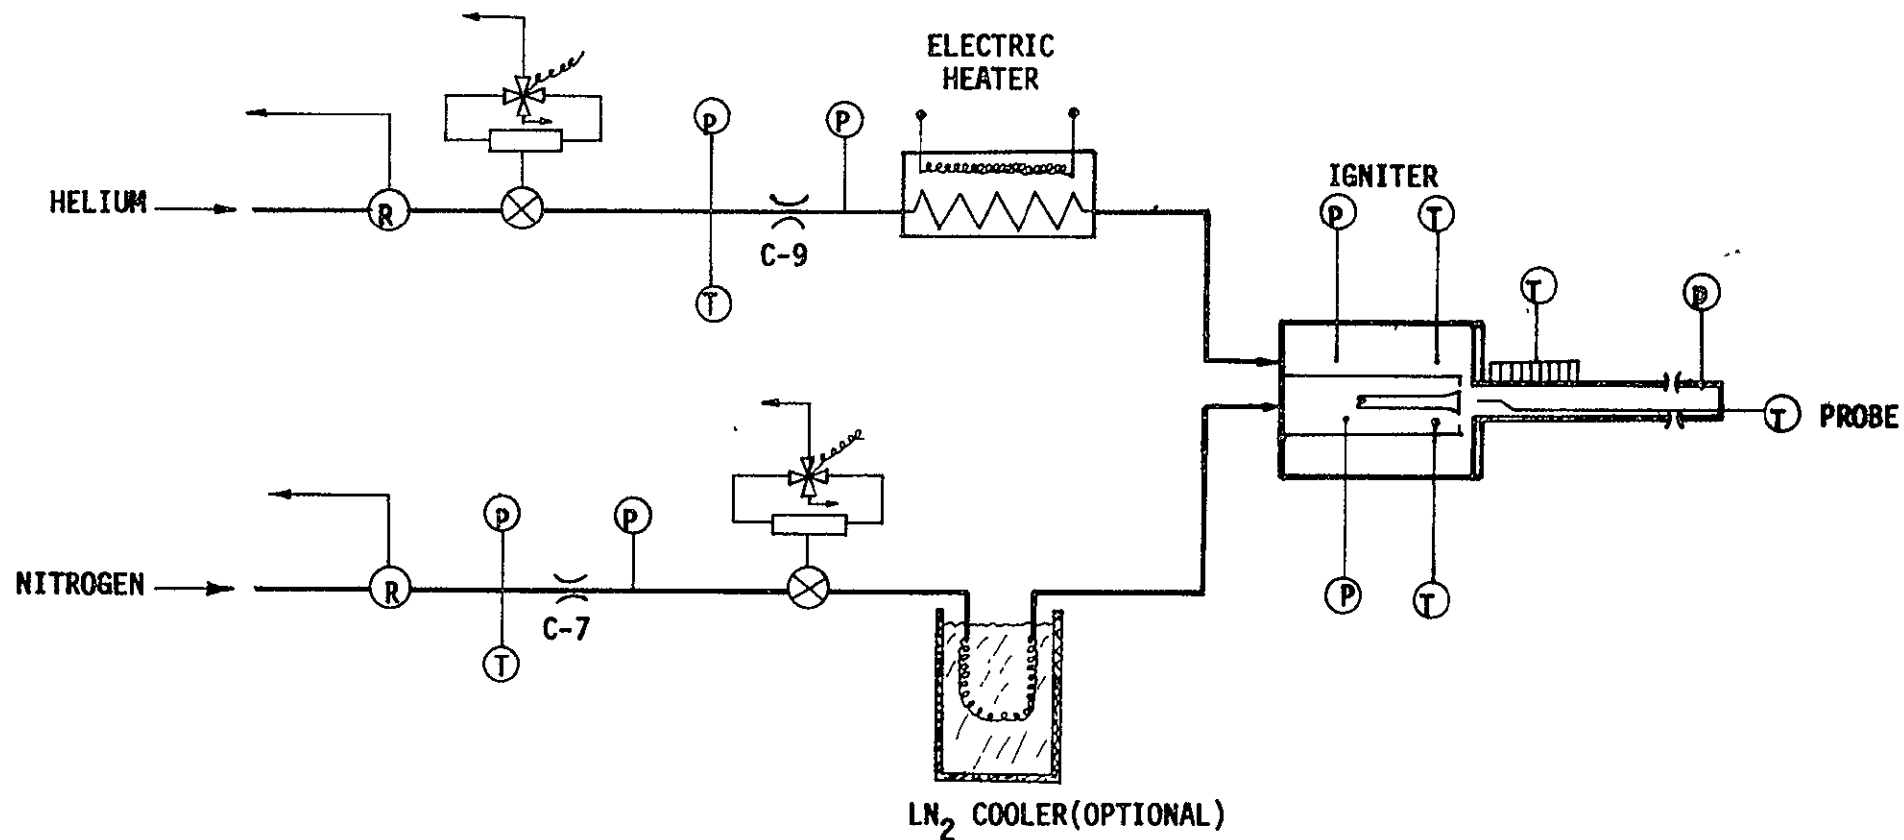 ELECTRIC
HEATER
P
P
IGNITER
HELIUM
R
P
T
C-9
T
T
P
T PROBE
P
P
NITROGEN
R
P
T
C-7
T
LN2 COOLER(OPTIONAL)